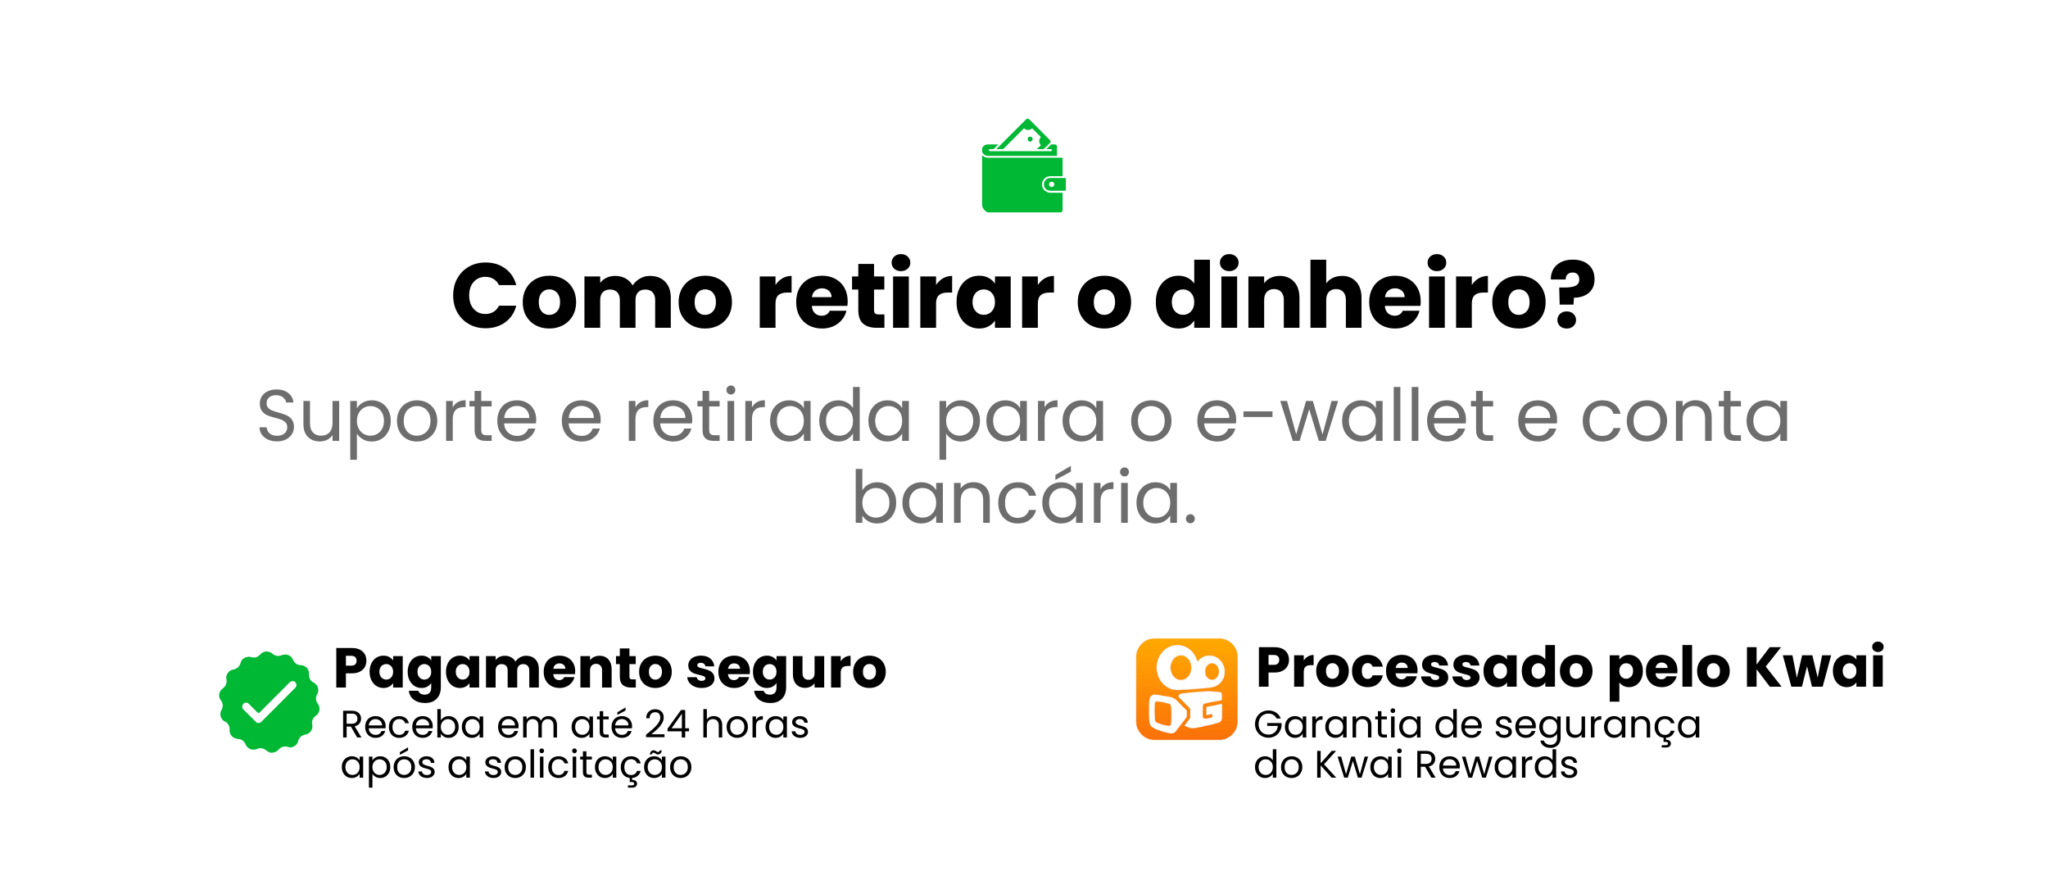 Como retirar o dinheiro?
Suporte e retirada para o e-wallet e conta
bancária.
Pagamento seguro
Receba em até 24 horas
após a solicitação
Processado pelo Kwai
Garantia de segurança
do Kwai Rewards